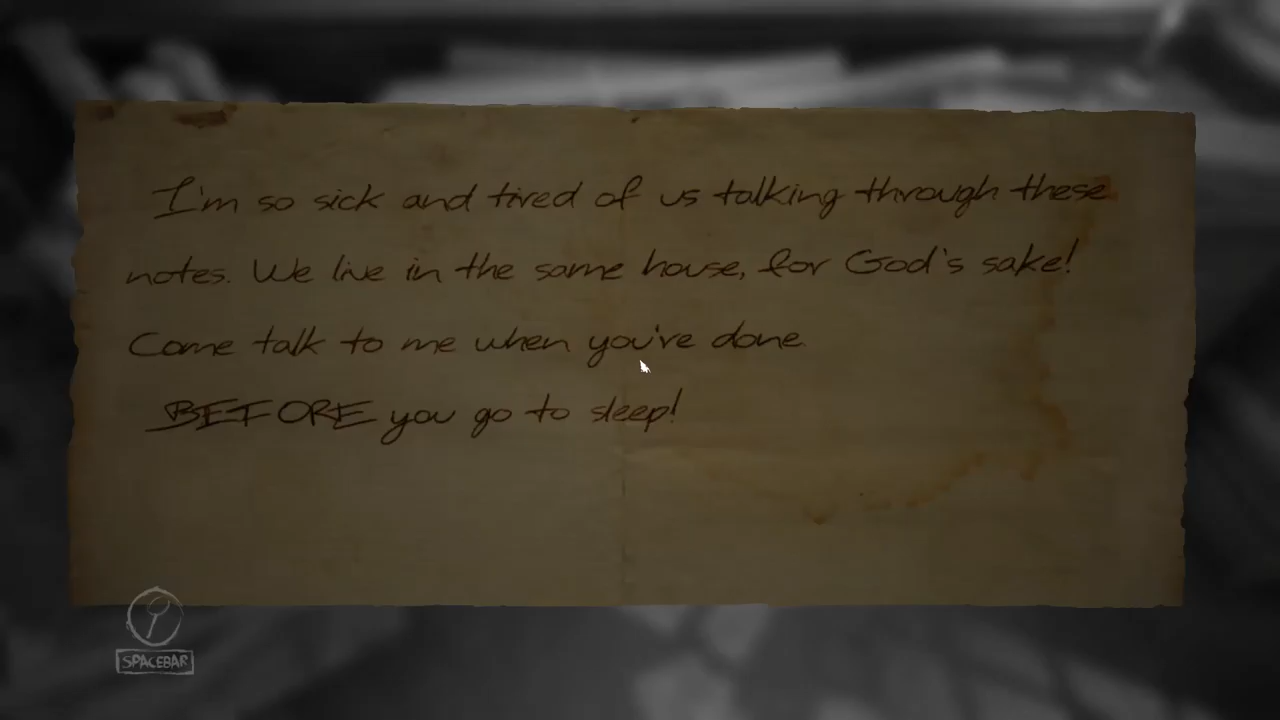 I'm so sick and tired of us talking through these
notes. We live in the same house, for God's sake!
Come talk to me when you're done.
BEFORE you go to sleep!
SPACEBAR